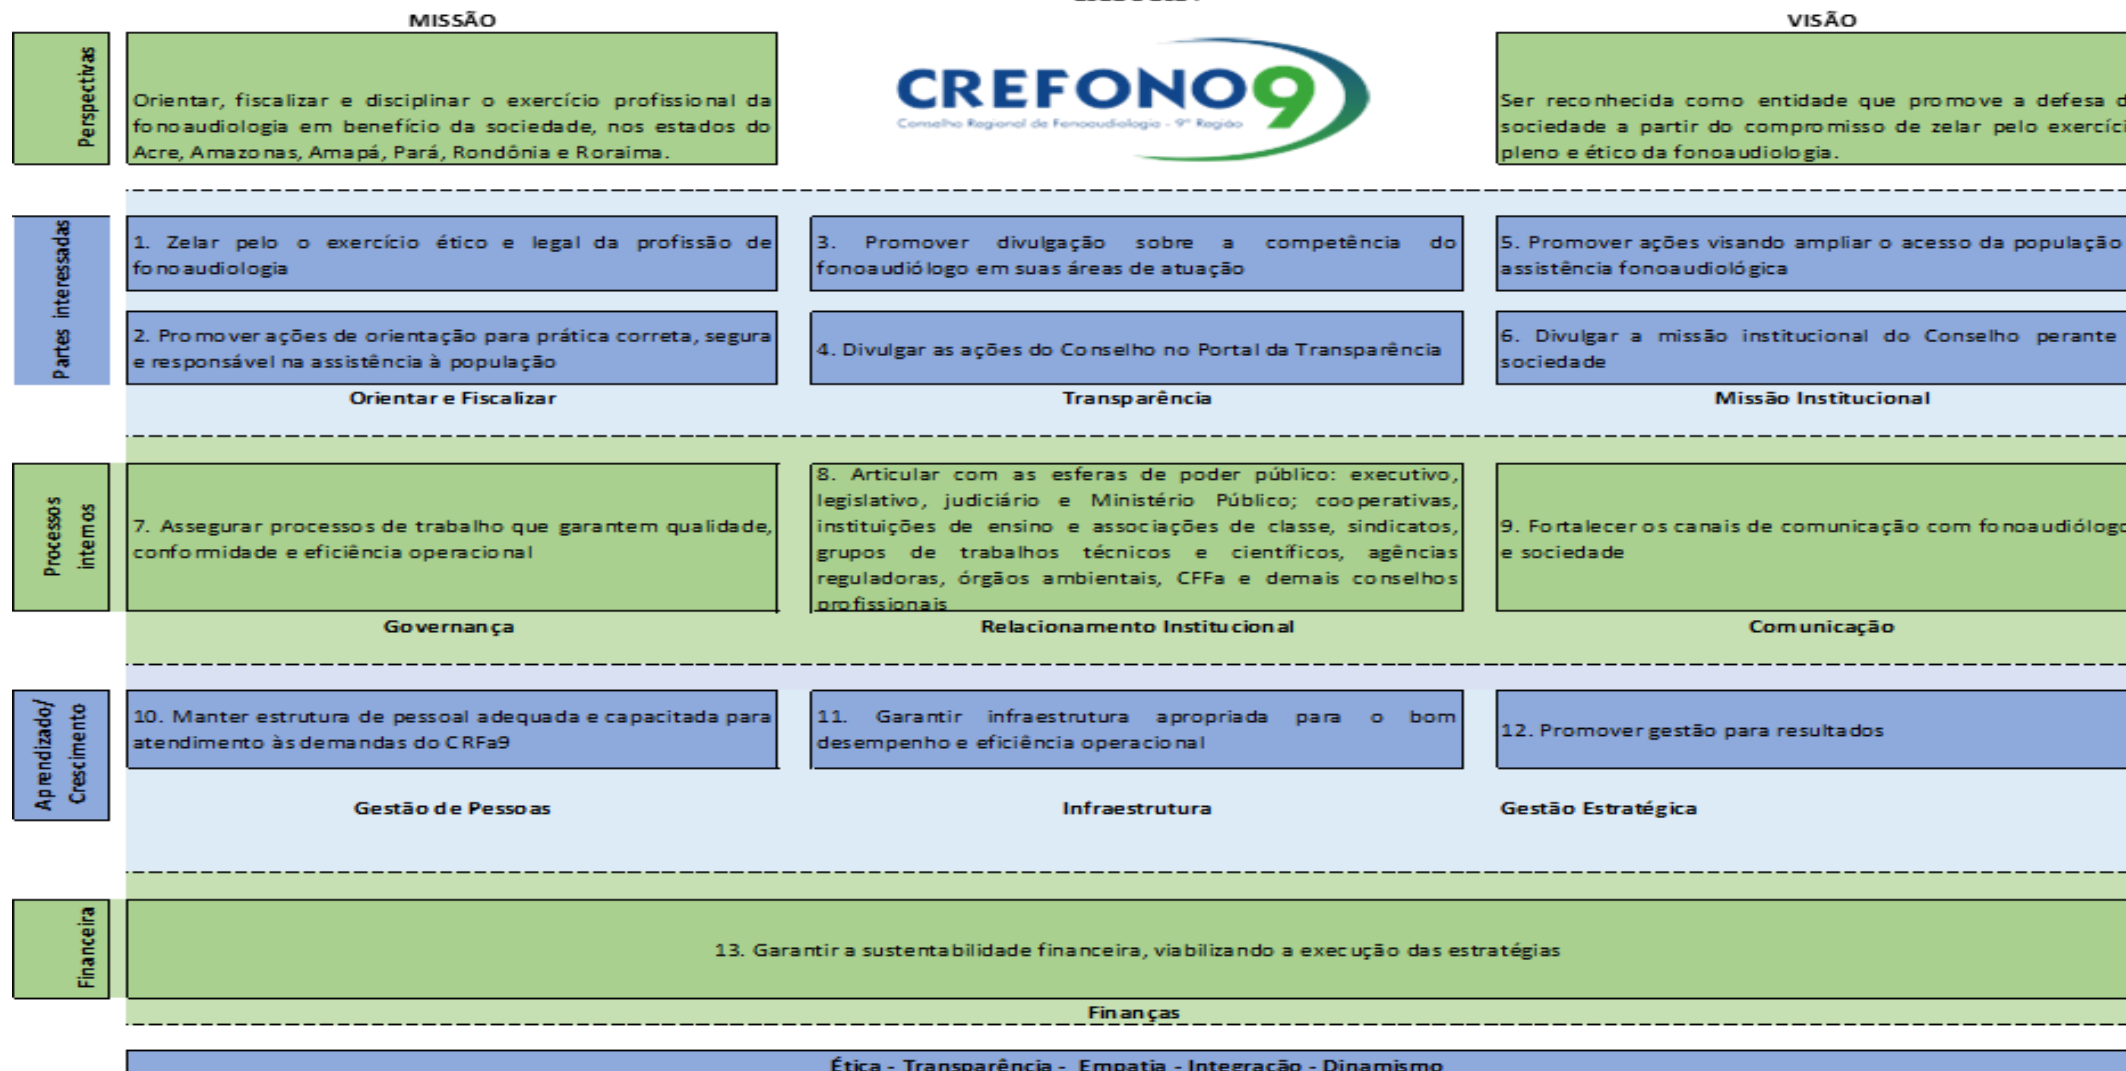 MISSÃO
VISÃO
Perspectivas
Orientar, fiscalizar e disciplinar o exercício profissional da
fonoaudiologia em benefício da sociedade, nos estados do
Acre, Amazonas, Amapá, Pará, Rondônia e Roraima.
CREFONO9
Conselho Regional de Fonoaudiologia - 9ª Região
Ser reconhecida como entidade que promove a defesa d
sociedade a partir do compromisso de zelar pelo exercíci
pleno e ético da fonoaudiologia.
Partes interessadas
1. Zelar pelo o exercício ético e legal da profissão de
fonoaudiologia
3. Promover divulgação sobre a competência do
fonoaudiólogo em suas áreas de atuação
5. Promover ações visando ampliar o acesso da população
assistência fonoaudiológica
2. Promover ações de orientação para prática correta, segura
e responsável na assistência à população
4. Divulgar as ações do Conselho no Portal da Transparência
6. Divulgar a missão institucional do Conselho perante
sociedade
Orientar e Fiscalizar
Transparência
Missão Institucional
Processos
internos
7. Assegurar processos de trabalho que garantem qualidade,
conformidade e eficiência operacional
8. Articular com as esferas de poder público: executivo,
legislativo, judiciário e Ministério Público; cooperativas,
instituições de ensino e associações de classe, sindicatos,
grupos de trabalhos técnicos e científicos, agências
reguladoras, órgãos ambientais, CFFa e demais conselhos
profissionais
9. Fortalecer os canais de comunicação com fonoaudiólogo
e sociedade
Governança
Relacionamento Institucional
Comunicação
Aprendizado/
Crescimento
10. Manter estrutura de pessoal adequada e capacitada para
atendimento às demandas do CRFa9
11. Garantir infraestrutura apropriada para o bom
desempenho e eficiência operacional
12. Promover gestão para resultados
Gestão de Pessoas
Infraestrutura
Gestão Estratégica
Financeira
13. Garantir a sustentabilidade financeira, viabilizando a execução das estratégias
Finanças
Ética - Transparência - Empatia - Integração - Dinamismo